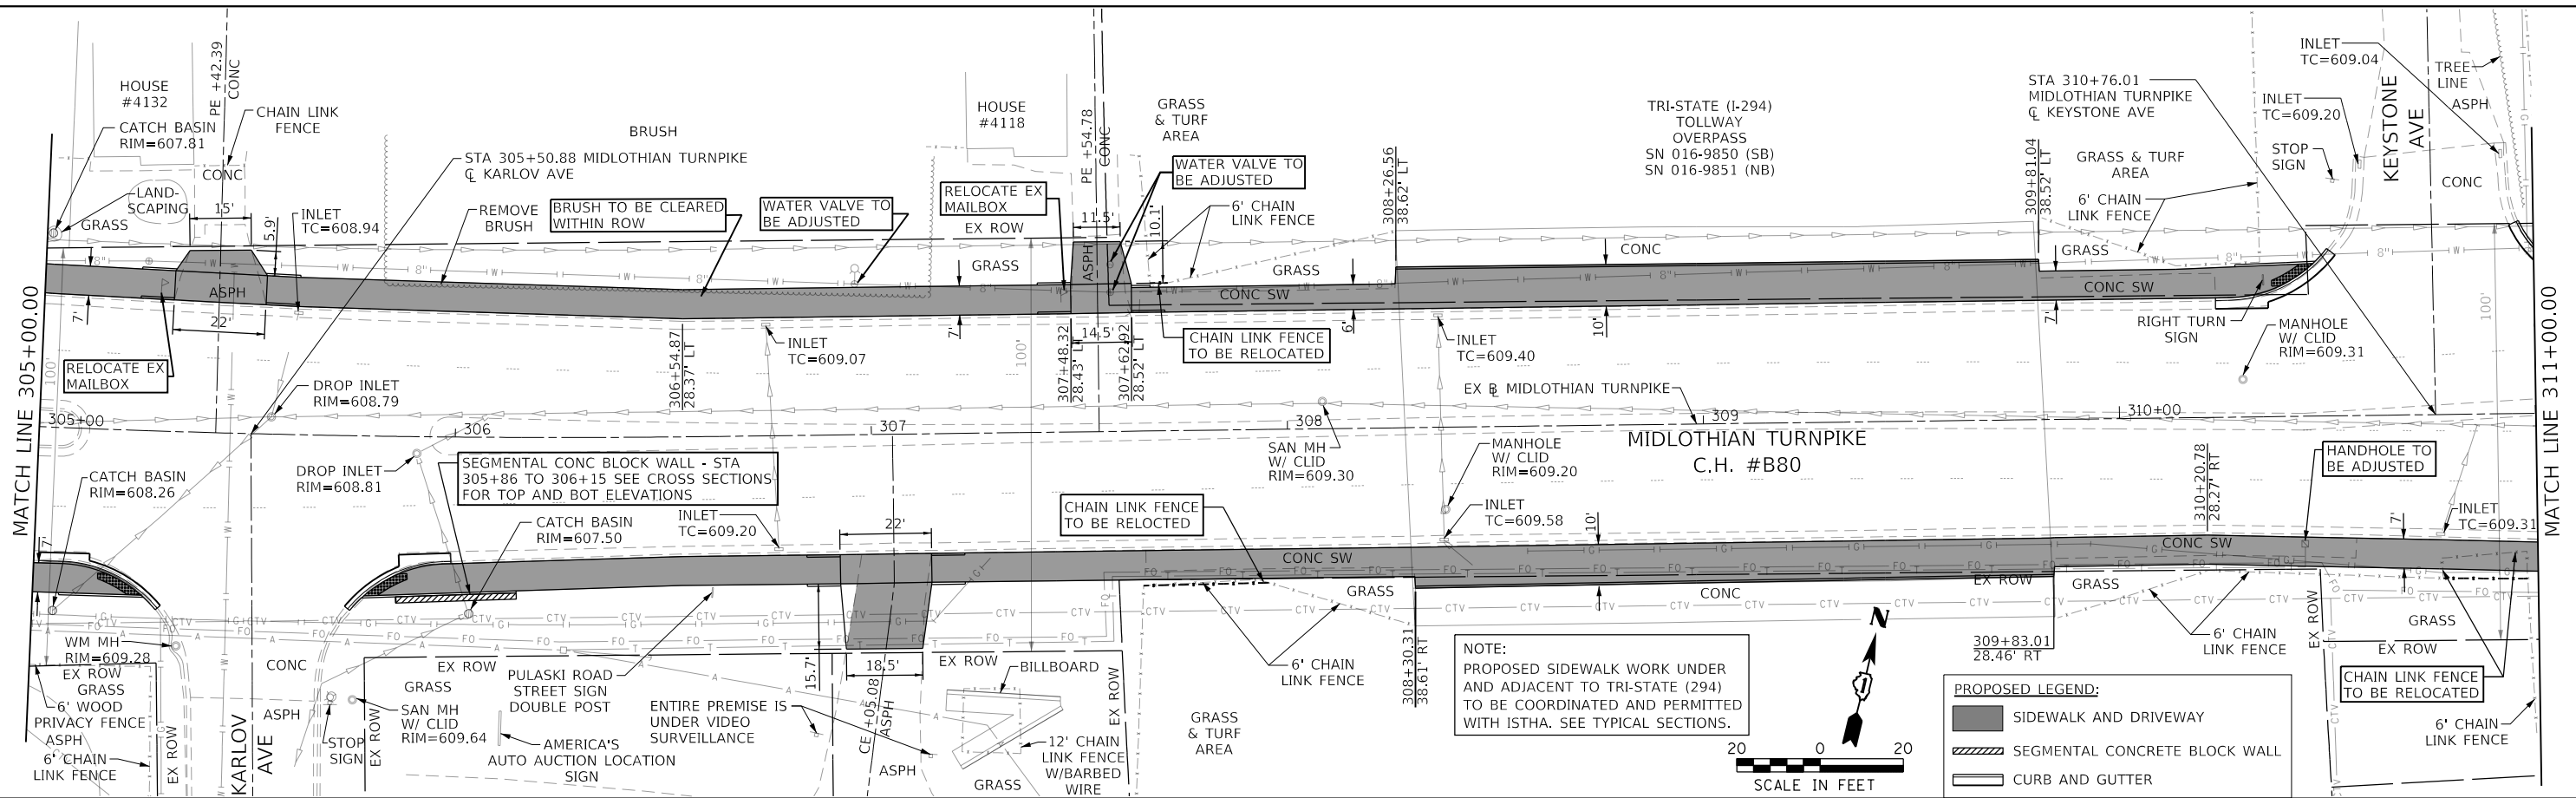 HOUSE
#4132
PE +42.39
CONC
CHAIN LINK
FENCE
CATCH BASIN
RIM=607.81
CONC
LAND-
SCAPING
GRASS
15'
5.9'
INLET
TC=608.94
BRUSH
STA 305+50.88 MIDLOTHIAN TURNPIKE
℄ KARLOV AVE
REMOVE
BRUSH
BRUSH TO BE CLEARED
WITHIN ROW
WATER VALVE TO
BE ADJUSTED
HOUSE
#4118
RELOCATE EX
MAILBOX
PE +54.78
CONC
GRASS
& TURF
AREA
WATER VALVE TO
BE ADJUSTED
11.5'
10.1'
EX ROW
6' CHAIN
LINK FENCE
308+26.56
38.62' LT
TRI-STATE (I-294)
TOLLWAY
OVERPASS
SN 016-9850 (SB)
SN 016-9851 (NB)
309+81.04
38.52' LT
STA 310+76.01
MIDLOTHIAN TURNPIKE
℄ KEYSTONE AVE
GRASS & TURF
AREA
6' CHAIN
LINK FENCE
INLET
TC=609.04
INLET
TC=609.20
STOP
SIGN
KEYSTONE
AVE
TREE
LINE
ASPH
CONC
GRASS
GRASS
CONC
GRASS
ASPH
ASPH
CONC SW
CONC SW
7'
22'
RELOCATE EX
MAILBOX
306+54.87
28.37' LT
INLET
TC=609.07
7'
100'
307+48.32
28.43' LT
14.5'
307+62.92
28.52' LT
CHAIN LINK FENCE
TO BE RELOCATED
6'
INLET
TC=609.40
10'
7'
RIGHT TURN
SIGN
MANHOLE
W/ CLID
RIM=609.31
100'
100'
MATCH LINE 305+00.00
MATCH LINE 311+00.00
DROP INLET
RIM=608.79
EX ⅊ MIDLOTHIAN TURNPIKE
305+00
306
307
308
309
310+00
MIDLOTHIAN TURNPIKE
C.H. #B80
SAN MH
W/ CLID
RIM=609.30
MANHOLE
W/ CLID
RIM=609.20
INLET
TC=609.58
CATCH BASIN
RIM=608.26
DROP INLET
RIM=608.81
SEGMENTAL CONC BLOCK WALL - STA
305+86 TO 306+15 SEE CROSS SECTIONS
FOR TOP AND BOT ELEVATIONS
CATCH BASIN
RIM=607.50
INLET
TC=609.20
22'
CHAIN LINK FENCE
TO BE RELOCTED
10'
310+20.78
28.27' RT
HANDHOLE TO
BE ADJUSTED
7'
INLET
TC=609.31
7'
CONC SW
CONC SW
EX ROW
GRASS
CONC
GRASS
GRASS
WM MH
RIM=609.28
EX ROW
GRASS
6' WOOD
PRIVACY FENCE
ASPH
6' CHAIN
LINK FENCE
EX ROW
CONC
KARLOV
AVE
ASPH
STOP
SIGN
EX ROW
EX ROW
GRASS
SAN MH
W/ CLID
RIM=609.64
PULASKI ROAD
STREET SIGN
DOUBLE POST
AMERICA'S
AUTO AUCTION LOCATION
SIGN
ENTIRE PREMISE IS
UNDER VIDEO
SURVEILLANCE
15.7'
18.5'
CE +05.08
ASPH
ASPH
EX ROW
BILLBOARD
12' CHAIN
LINK FENCE
W/BARBED
WIRE
GRASS
EX ROW
GRASS
& TURF
AREA
6' CHAIN
LINK FENCE
308+30.31
38.61' RT
NOTE:
PROPOSED SIDEWALK WORK UNDER
AND ADJACENT TO TRI-STATE (294)
TO BE COORDINATED AND PERMITTED
WITH ISTHA. SEE TYPICAL SECTIONS.
20 0 20
SCALE IN FEET
N
309+83.01
28.46' RT
6' CHAIN
LINK FENCE
EX ROW
EX ROW
CHAIN LINK FENCE
TO BE RELOCATED
6' CHAIN
LINK FENCE
PROPOSED LEGEND:
SIDEWALK AND DRIVEWAY
SEGMENTAL CONCRETE BLOCK WALL
CURB AND GUTTER